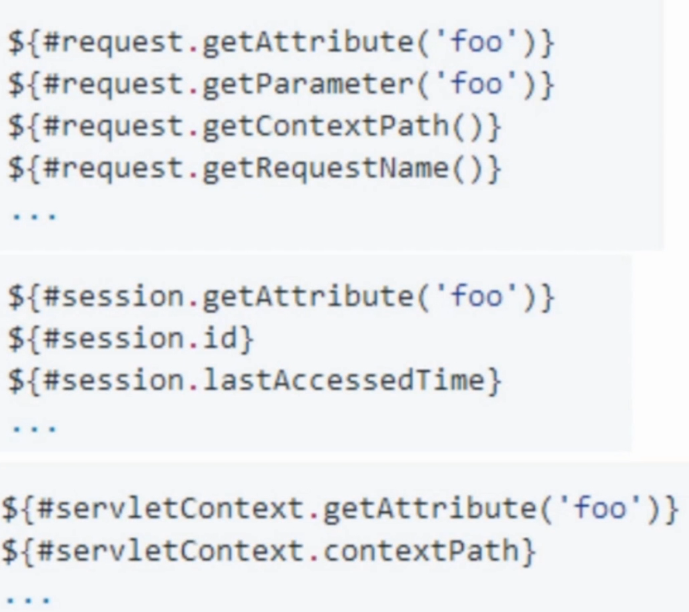 ${#request.getAttribute('foo')}
${#request.getParameter('foo')}
${#request.getContextPath()}
${#request.getRequestName()}
...
${#session.getAttribute('foo')}
${#session.id}
${#session.lastAccessedTime}
...
${#servletContext.getAttribute('foo')}
${#servletContext.contextPath}
...